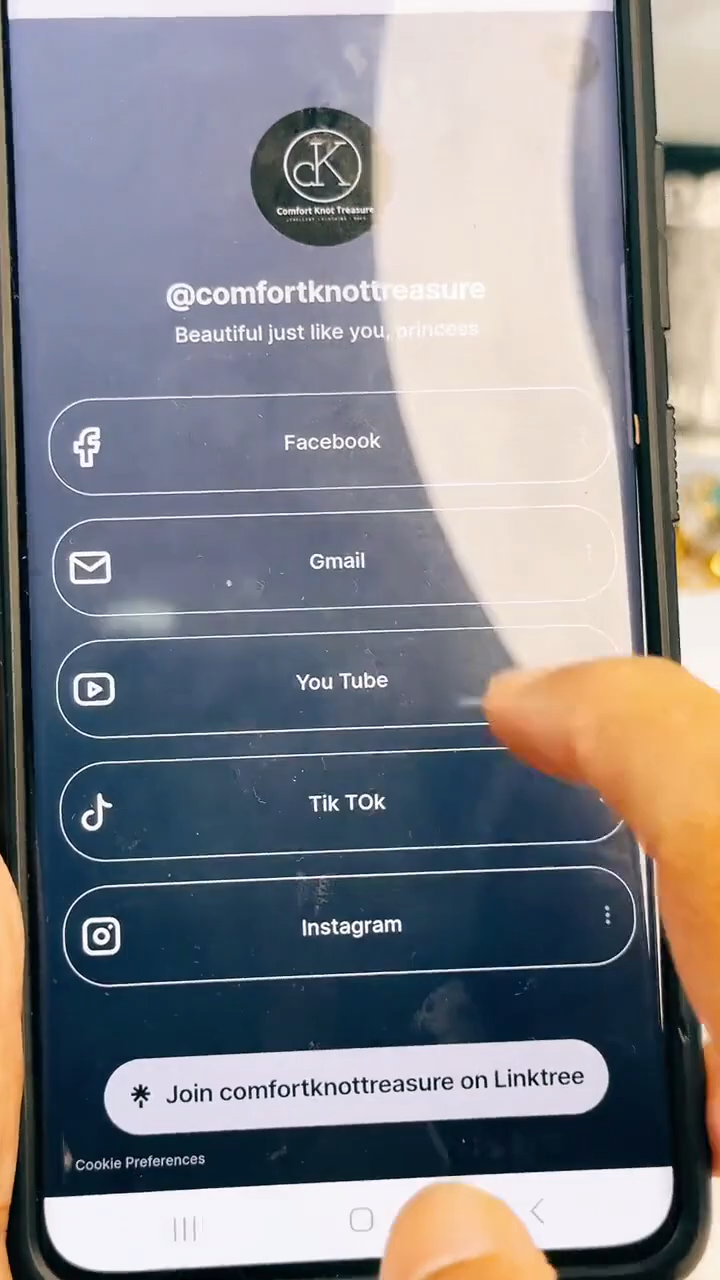 CK
Comfort Knot Treasure
@comfortknottreasure
Beautiful just like you, princees
Facebook
Gmail
You Tube
Tik TOk
Instagram
Join comfortknottreasure on Linktree
Cookie Preferences